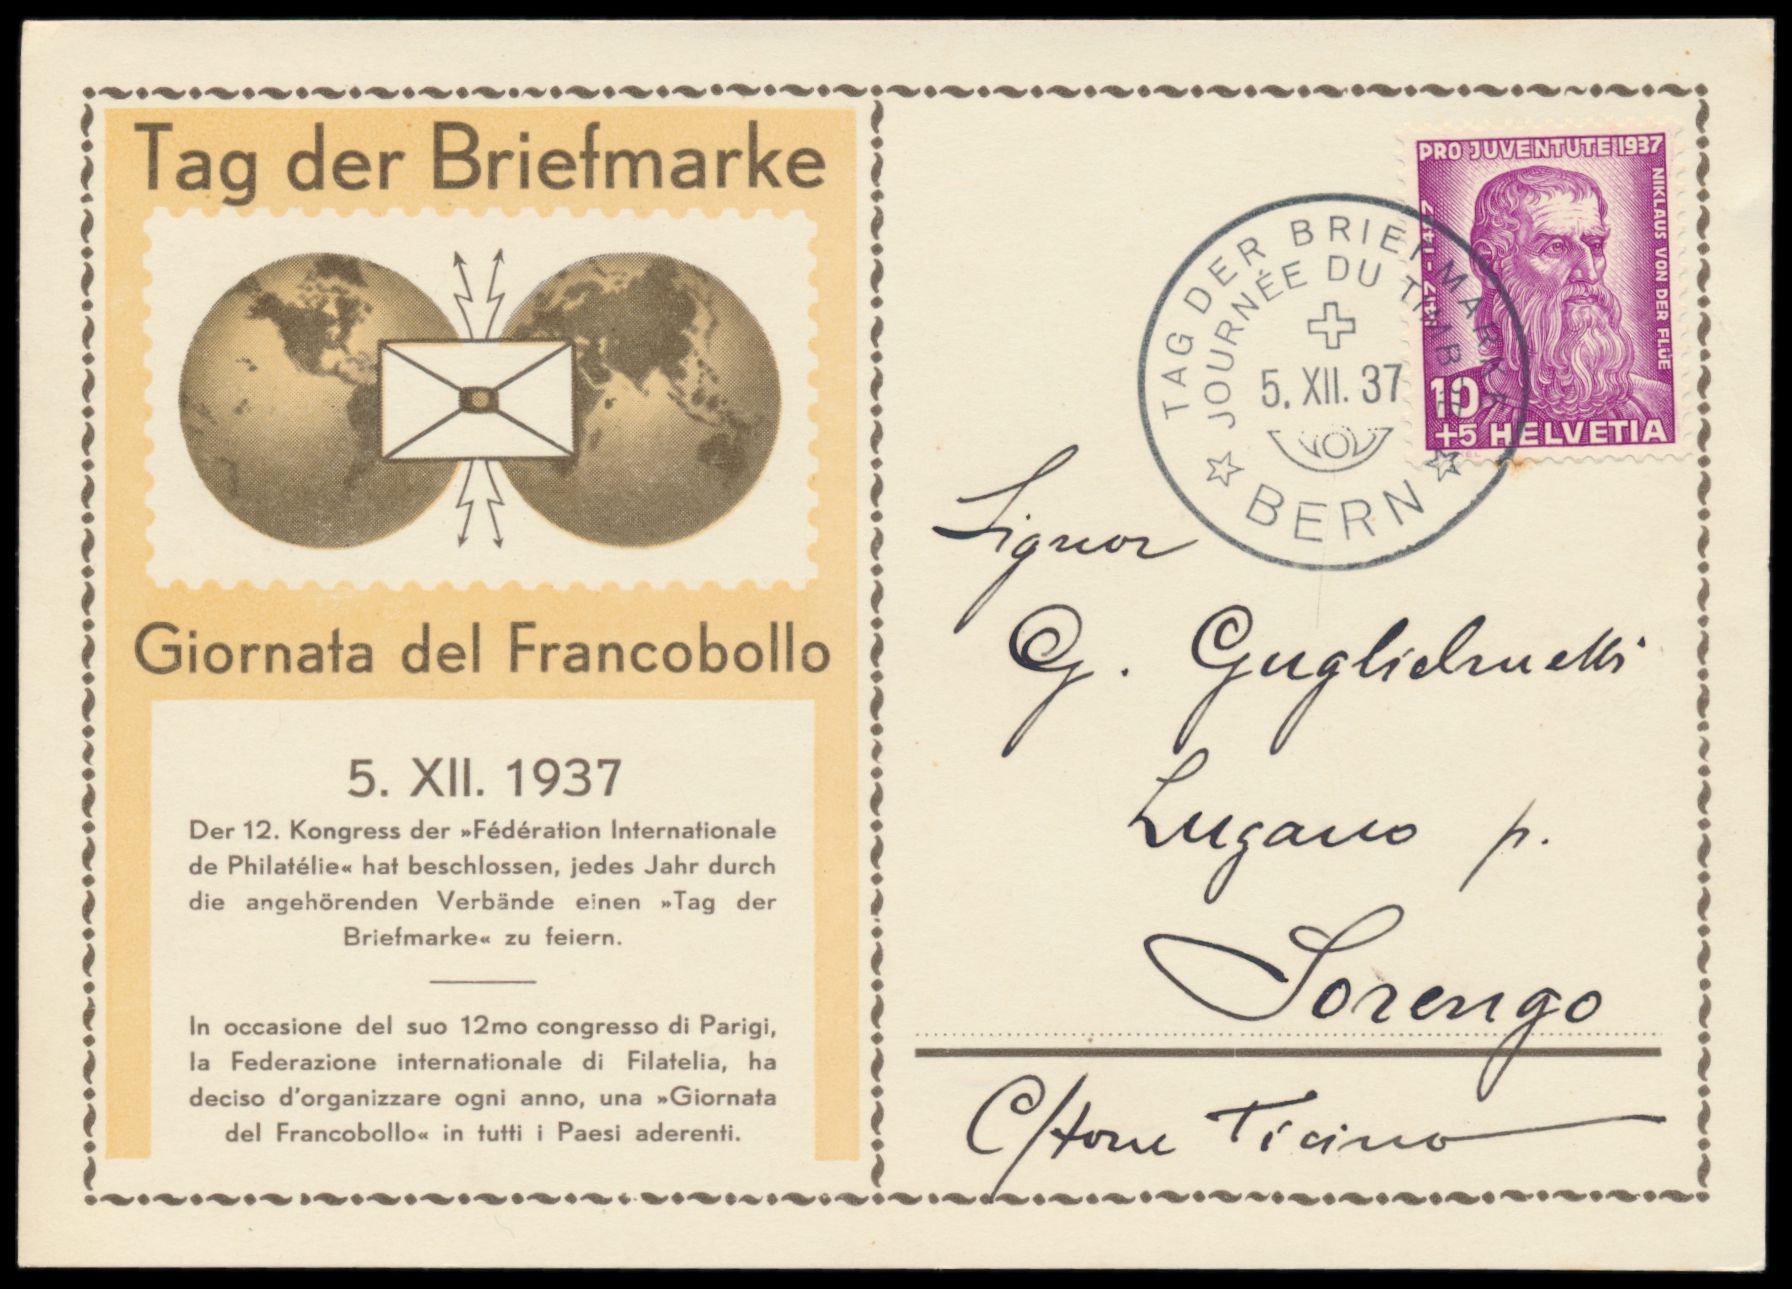 Tag der Briefmarke
Giornata del Francobollo
5. XII. 1937
Der 12. Kongress der »Fédération Internationale
de Philatélie« hat beschlossen, jedes Jahr durch
die angehörenden Verbände einen »Tag der
Briefmarke« zu feiern.
In occasione del suo 12mo congresso di Parigi,
la Federazione internationale di Filatelia, ha
deciso d'organizzare ogni anno, una »Giornata
del Francobollo« in tutti i Paesi aderenti.
PRO JUVENTUTE 1937
NIKLAUS VON DER FLÜE
1417-1487
10
+5 HELVETIA
TAG DER BRIEFMARKE
JOURNÉE DU TIMBRE
5. XII. 37
BERN
Signor
G. Guglielmetti
Lugano p.
Sorengo
C/tone Ticino